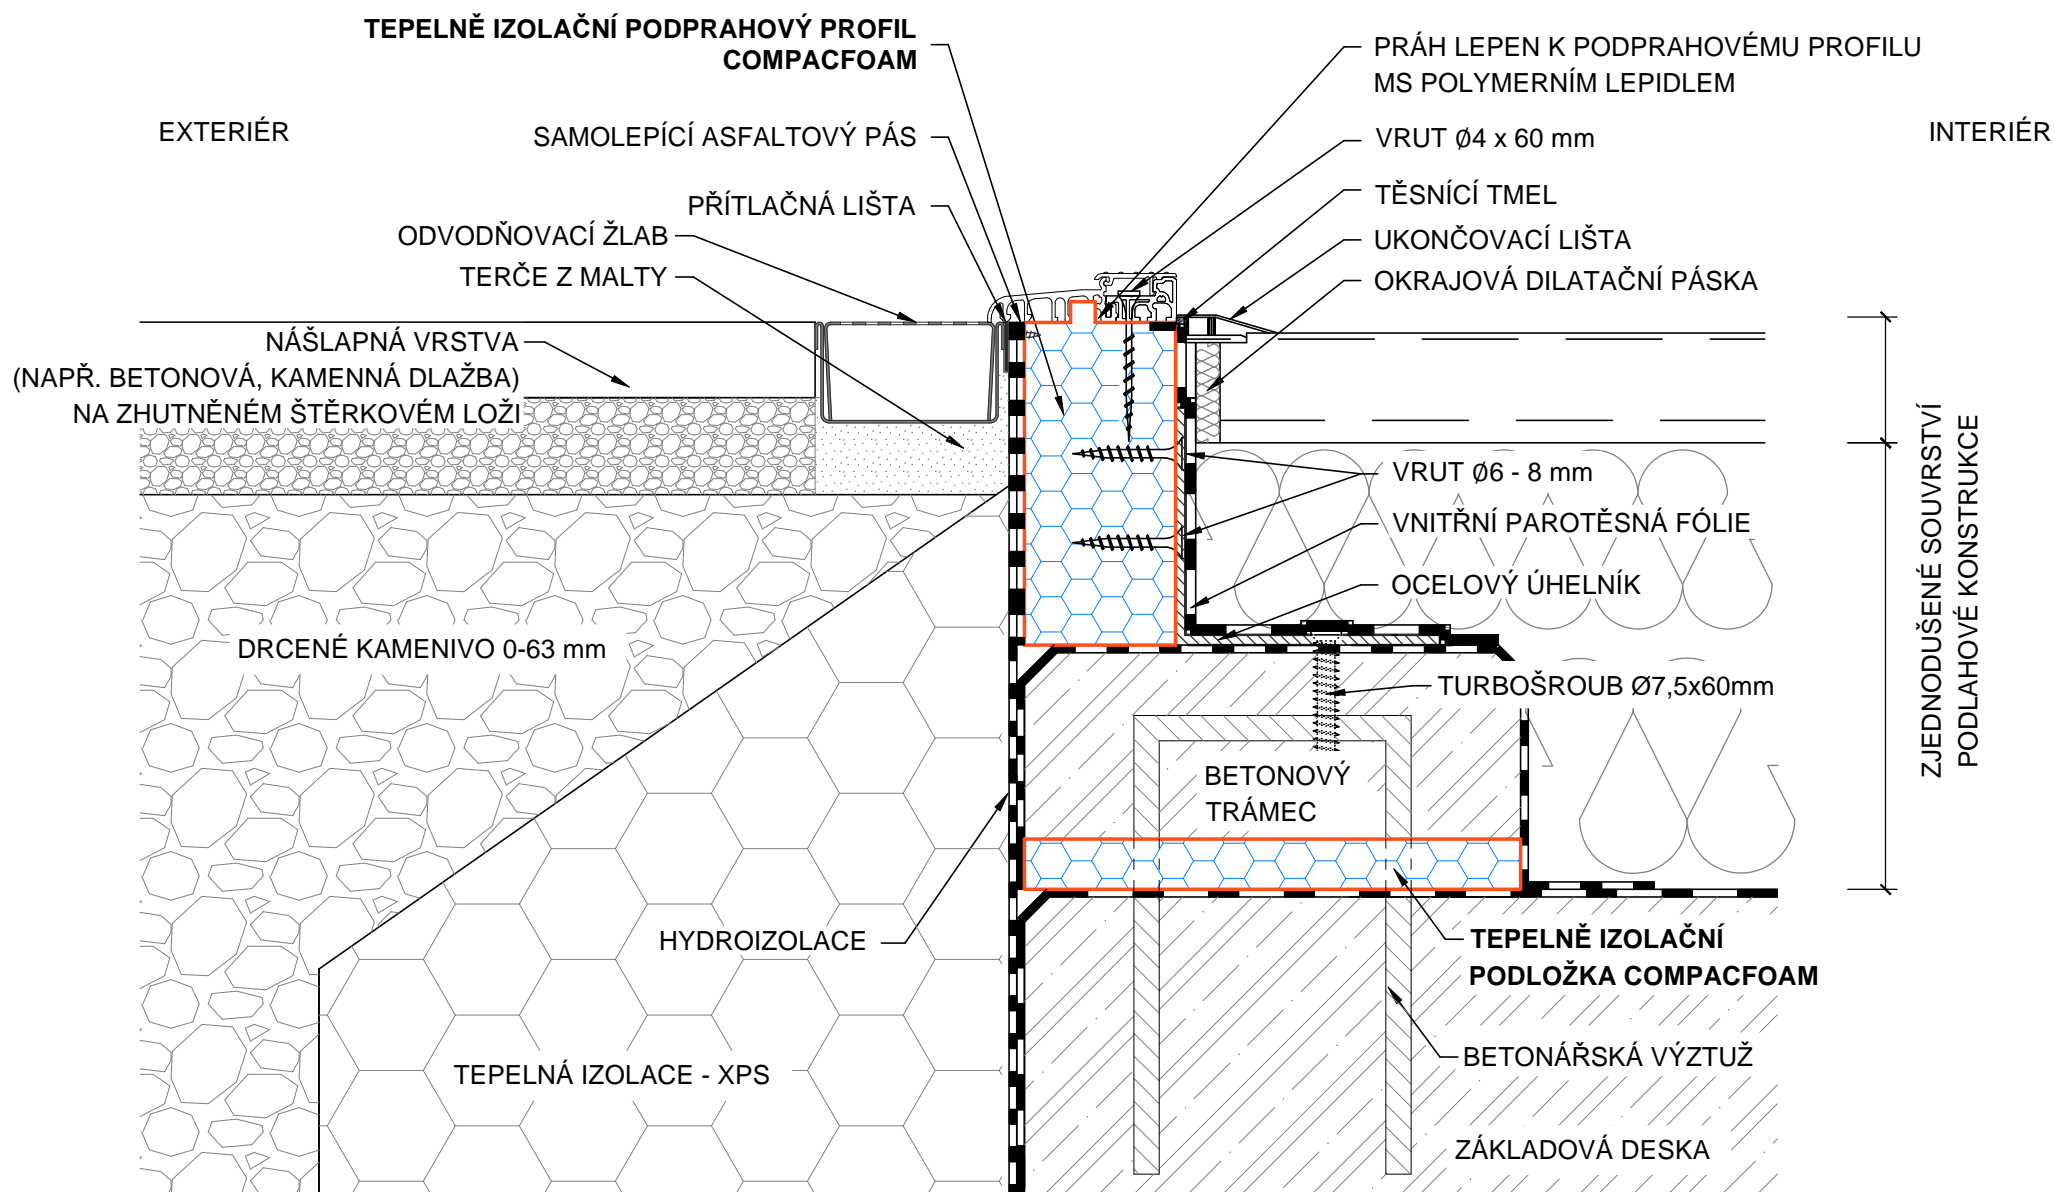 TEPELNĚ IZOLAČNÍ PODPRAHOVÝ PROFIL
COMPACFOAM
EXTERIÉR
SAMOLEPÍCÍ ASFALTOVÝ PÁS
PŘÍTLAČNÁ LIŠTA
ODVODŇOVACÍ ŽLAB
TERČE Z MALTY
NÁŠLAPNÁ VRSTVA
(NAPŘ. BETONOVÁ, KAMENNÁ DLAŽBA)
NA ZHUTNĚNÉM ŠTĚRKOVÉM LOŽI
DRCENÉ KAMENIVO 0-63 mm
HYDROIZOLACE
TEPELNÁ IZOLACE - XPS
PRÁH LEPEN K PODPRAHOVÉMU PROFILU
MS POLYMERNÍM LEPIDLEM
INTERIÉR
VRUT Ø4 x 60 mm
TĚSNÍCÍ TMEL
UKONČOVACÍ LIŠTA
OKRAJOVÁ DILATAČNÍ PÁSKA
VRUT Ø6 - 8 mm
VNITŘNÍ PAROTĚSNÁ FÓLIE
OCELOVÝ ÚHELNÍK
TURBOŠROUB Ø7,5x60mm
BETONOVÝ
TRÁMEC
TEPELNĚ IZOLAČNÍ
PODLOŽKA COMPACFOAM
BETONÁŘSKÁ VÝZTUŽ
ZÁKLADOVÁ DESKA
ZJEDNODUŠENÉ SOUVRSTVÍ
PODLAHOVÉ KONSTRUKCE